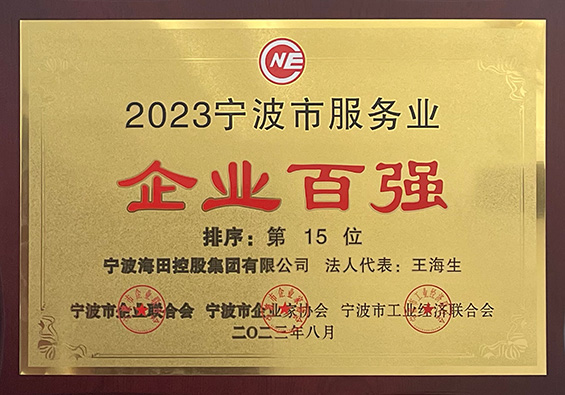 NE
2023宁波市服务业
企业百强
排序：第 15 位
宁波海田控股集团有限公司 法人代表：王海生
宁波市企业联合会 宁波市企业家协会 宁波市工业经济联合会
二〇二三年八月